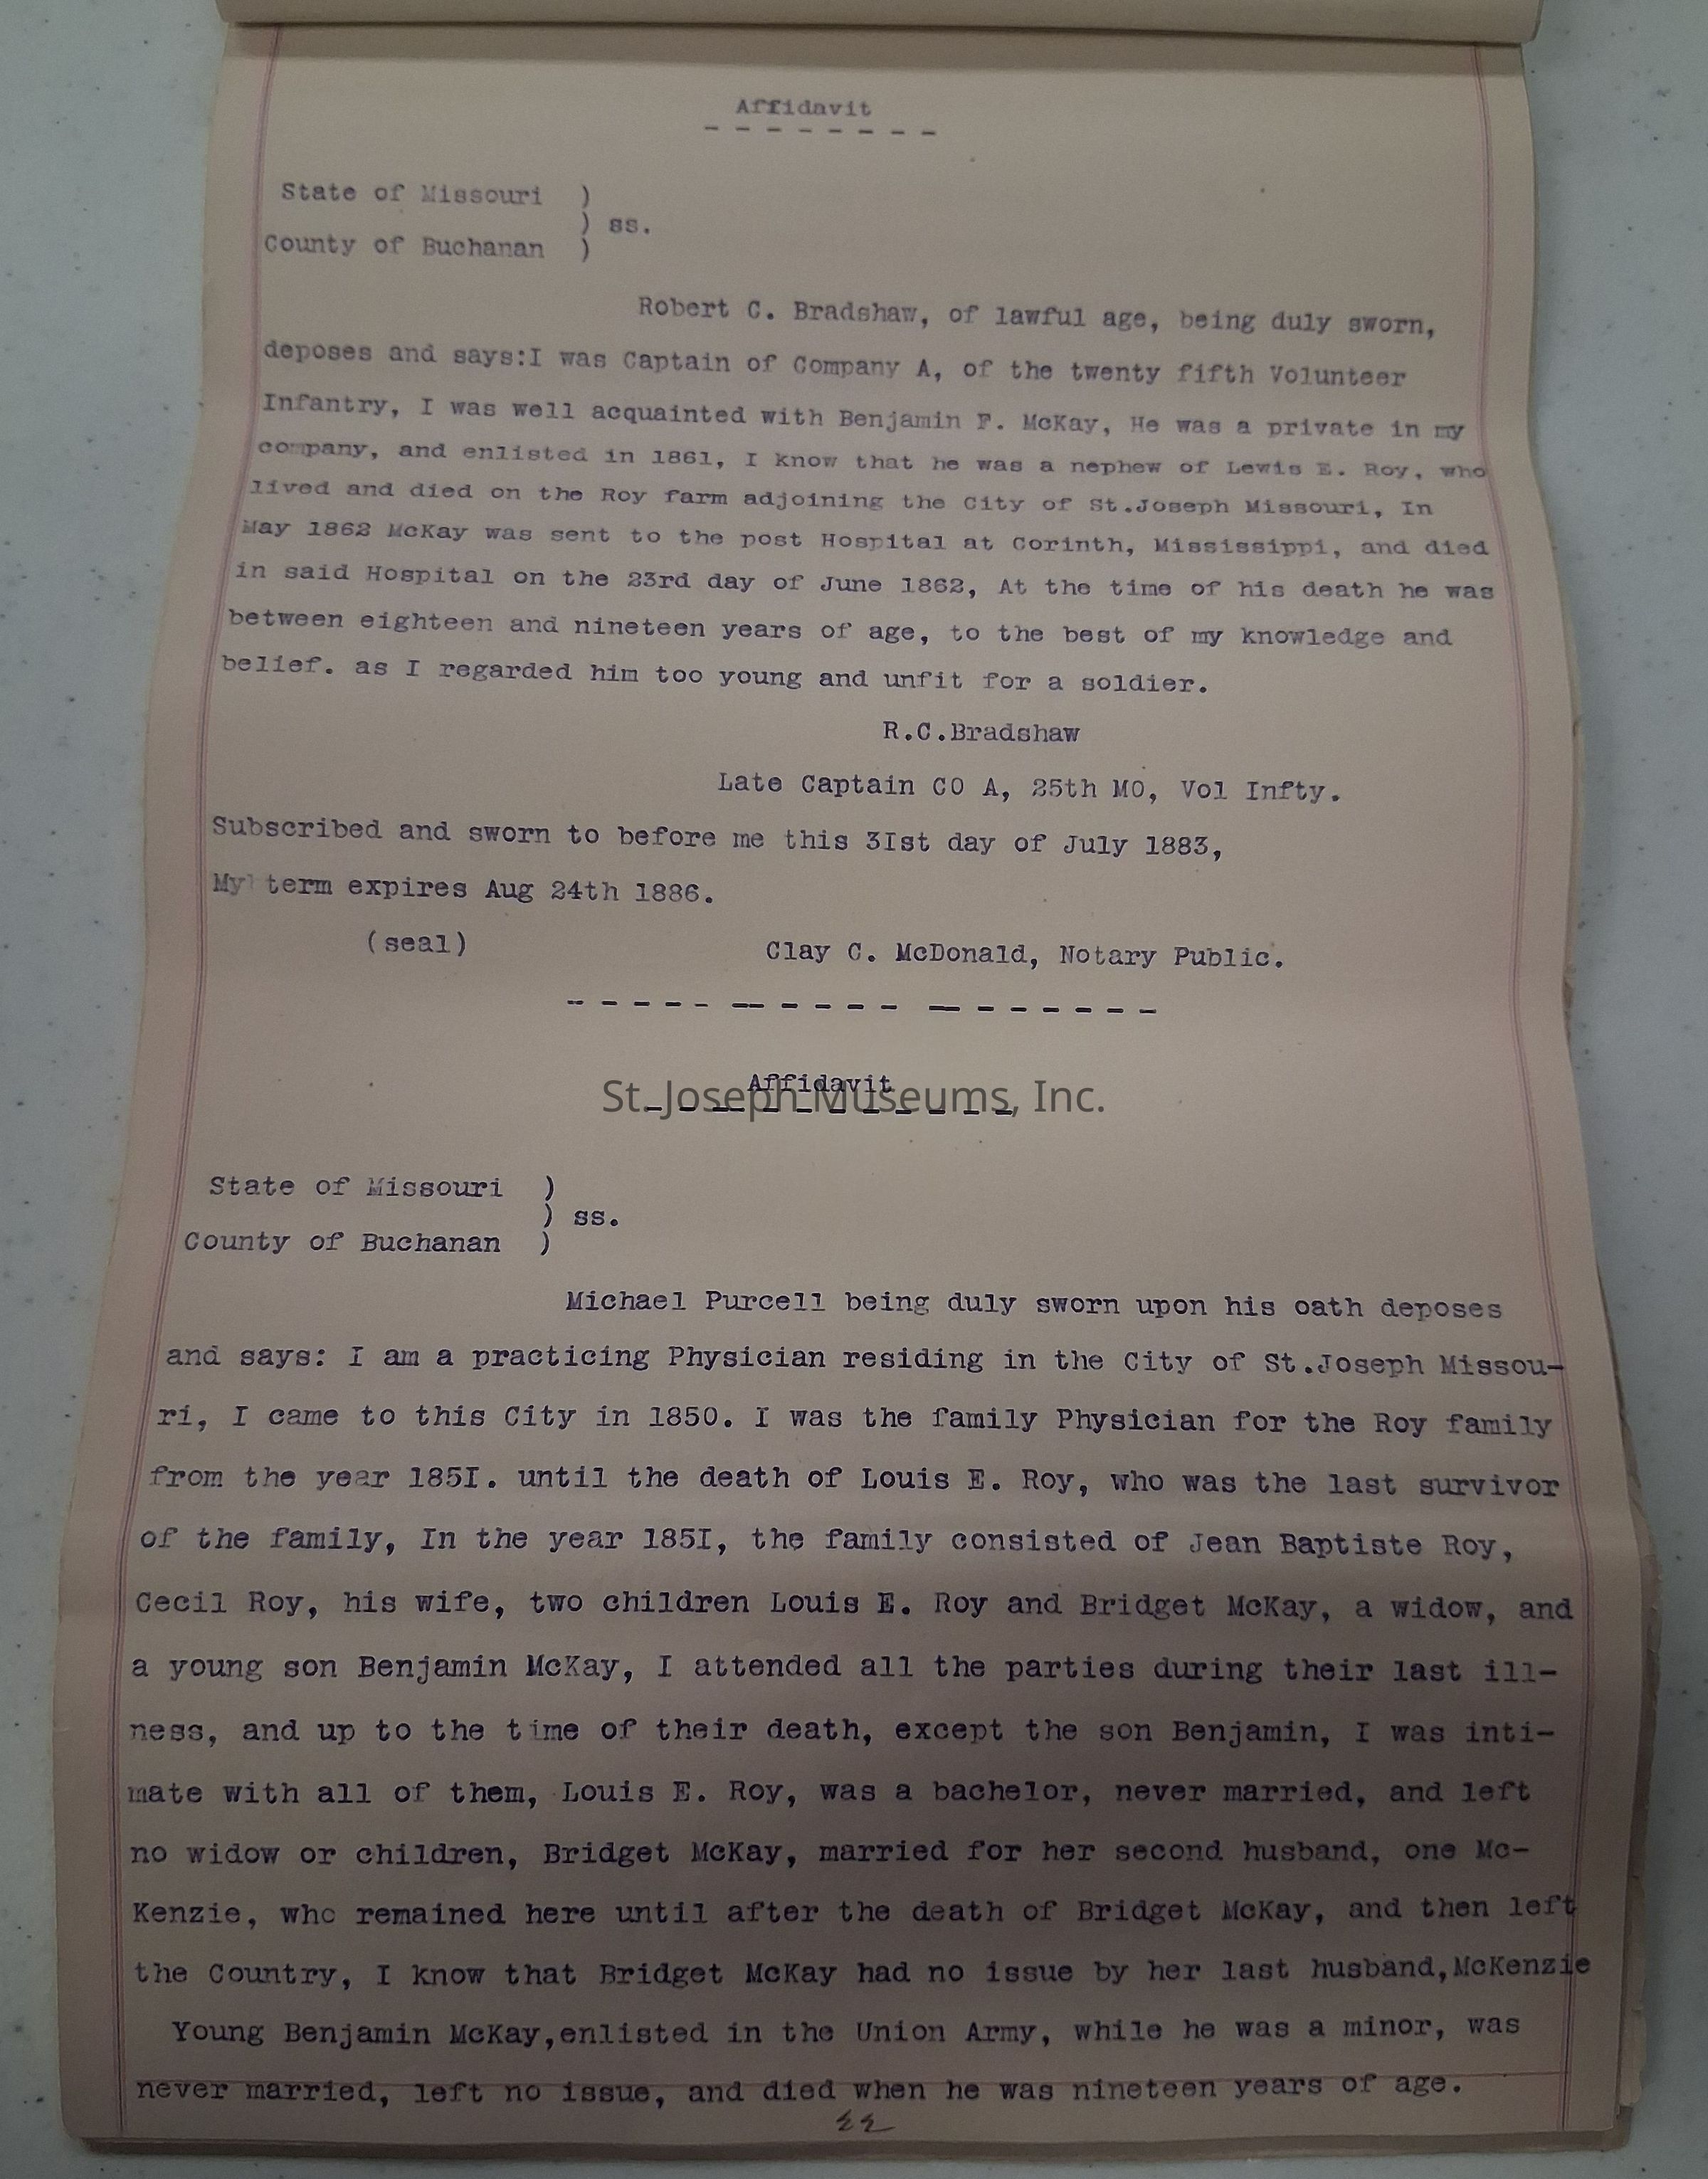 Affidavit
- - - - - - - -
State of Missouri )
) ss.
County of Buchanan )
Robert C. Bradshaw, of lawful age, being duly sworn,
deposes and says:I was Captain of Company A, of the twenty fifth Volunteer
Infantry, I was well acquainted with Benjamin F. McKay, He was a private in my
company, and enlisted in 1861, I know that he was a nephew of Lewis E. Roy, who
lived and died on the Roy farm adjoining the City of St.Joseph Missouri, In
May 1862 McKay was sent to the post Hospital at Corinth, Mississippi, and died
in said Hospital on the 23rd day of June 1862, At the time of his death he was
between eighteen and nineteen years of age, to the best of my knowledge and
belief. as I regarded him too young and unfit for a soldier.
R.C.Bradshaw
Late Captain CO A, 25th MO, Vol Infty.
Subscribed and sworn to before me this 3Ist day of July 1883,
My term expires Aug 24th 1886.
(seal) Clay C. McDonald, Notary Public.
Affidavit
St. Joseph Museums, Inc.
State of Missouri )
) ss.
County of Buchanan )
Michael Purcell being duly sworn upon his oath deposes
and says: I am a practicing Physician residing in the City of St.Joseph Missou-
ri, I came to this City in 1850. I was the family Physician for the Roy family
from the year 185I. until the death of Louis E. Roy, who was the last survivor
of the family, In the year 185I, the family consisted of Jean Baptiste Roy,
Cecil Roy, his wife, two children Louis E. Roy and Bridget McKay, a widow, and
a young son Benjamin McKay, I attended all the parties during their last ill-
ness, and up to the time of their death, except the son Benjamin, I was inti-
mate with all of them, Louis E. Roy, was a bachelor, never married, and left
no widow or children, Bridget McKay, married for her second husband, one Mc-
Kenzie, who remained here until after the death of Bridget McKay, and then left
the Country, I know that Bridget McKay had no issue by her last husband,McKenzie
Young Benjamin McKay,enlisted in the Union Army, while he was a minor, was
never married, left no issue, and died when he was nineteen years of age.